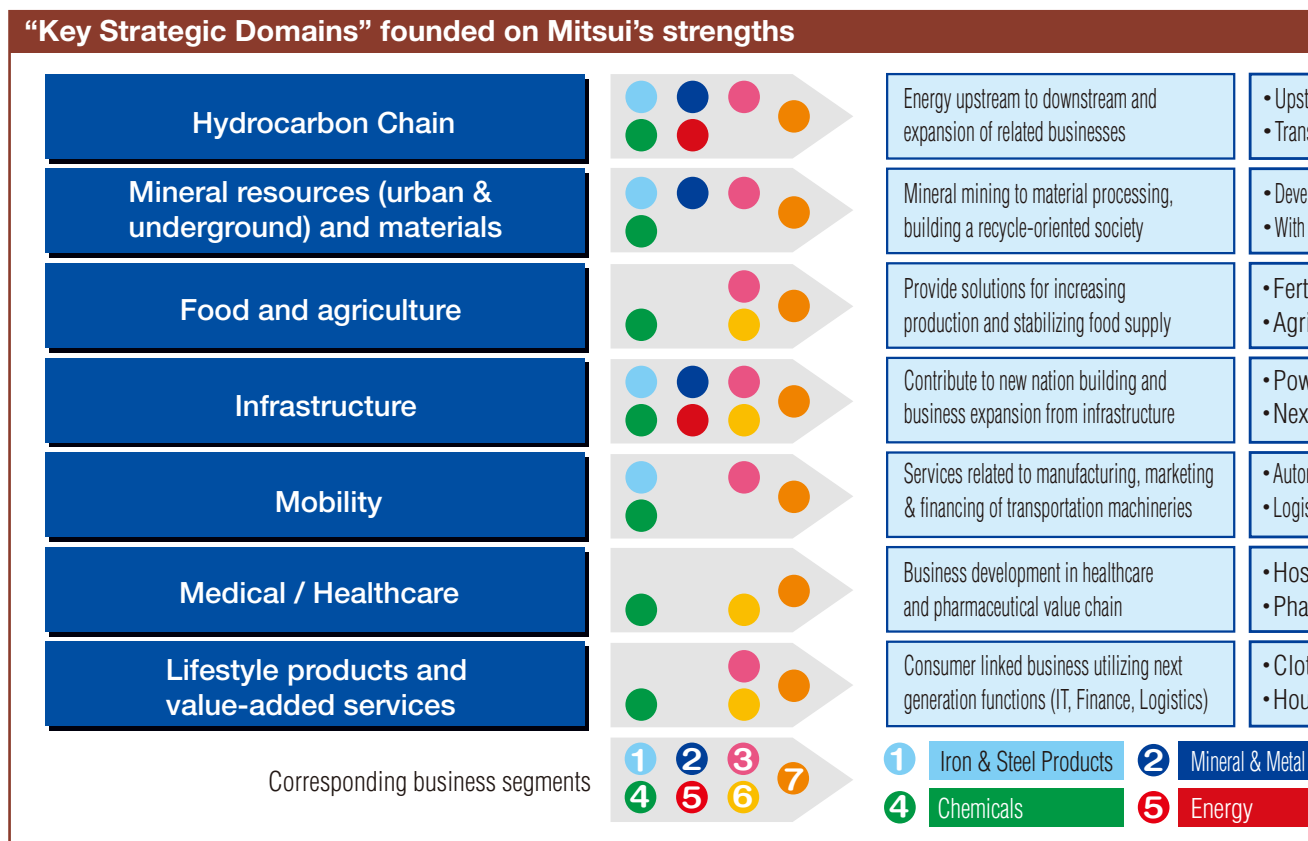 “Key Strategic Domains” founded on Mitsui’s strengths
Hydrocarbon Chain
Energy upstream to downstream and
expansion of related businesses
Mineral resources (urban &
underground) and materials
Mineral mining to material processing,
building a recycle-oriented society
• With
Food and agriculture
Provide solutions for increasing
production and stabilizing food supply
Infrastructure
Contribute to new nation building and
business expansion from infrastructure
Mobility
Services related to manufacturing, marketing
& financing of transportation machineries
Medical / Healthcare
Business development in healthcare
and pharmaceutical value chain
Lifestyle products and
value-added services
Consumer linked business utilizing next
generation functions (IT, Finance, Logistics)
Corresponding business segments
1 2 3
4 5 6
7
1 Iron & Steel Products 2 Mineral & Metal
4 Chemicals 5 Energy